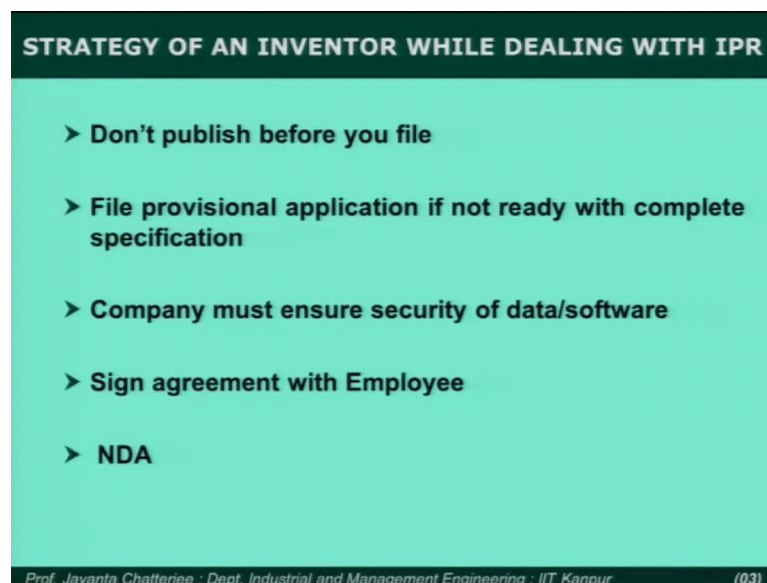 STRATEGY OF AN INVENTOR WHILE DEALING WITH IPR
➤ Don't publish before you file
➤ File provisional application if not ready with complete
specification
➤ Company must ensure security of data/software
➤ Sign agreement with Employee
➤ NDA
Prof. Jayanta Chatterjee : Dept. Industrial and Management Engineering : IIT Kanpur (03)